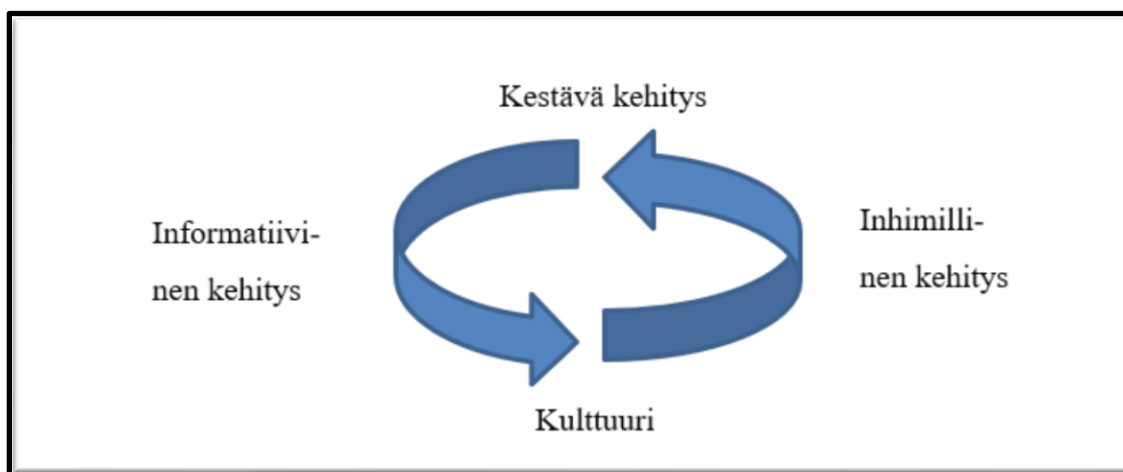 Kestävä kehitys
Informatiivi-
nen kehitys
Inhimilli-
nen kehitys
Kulttuuri